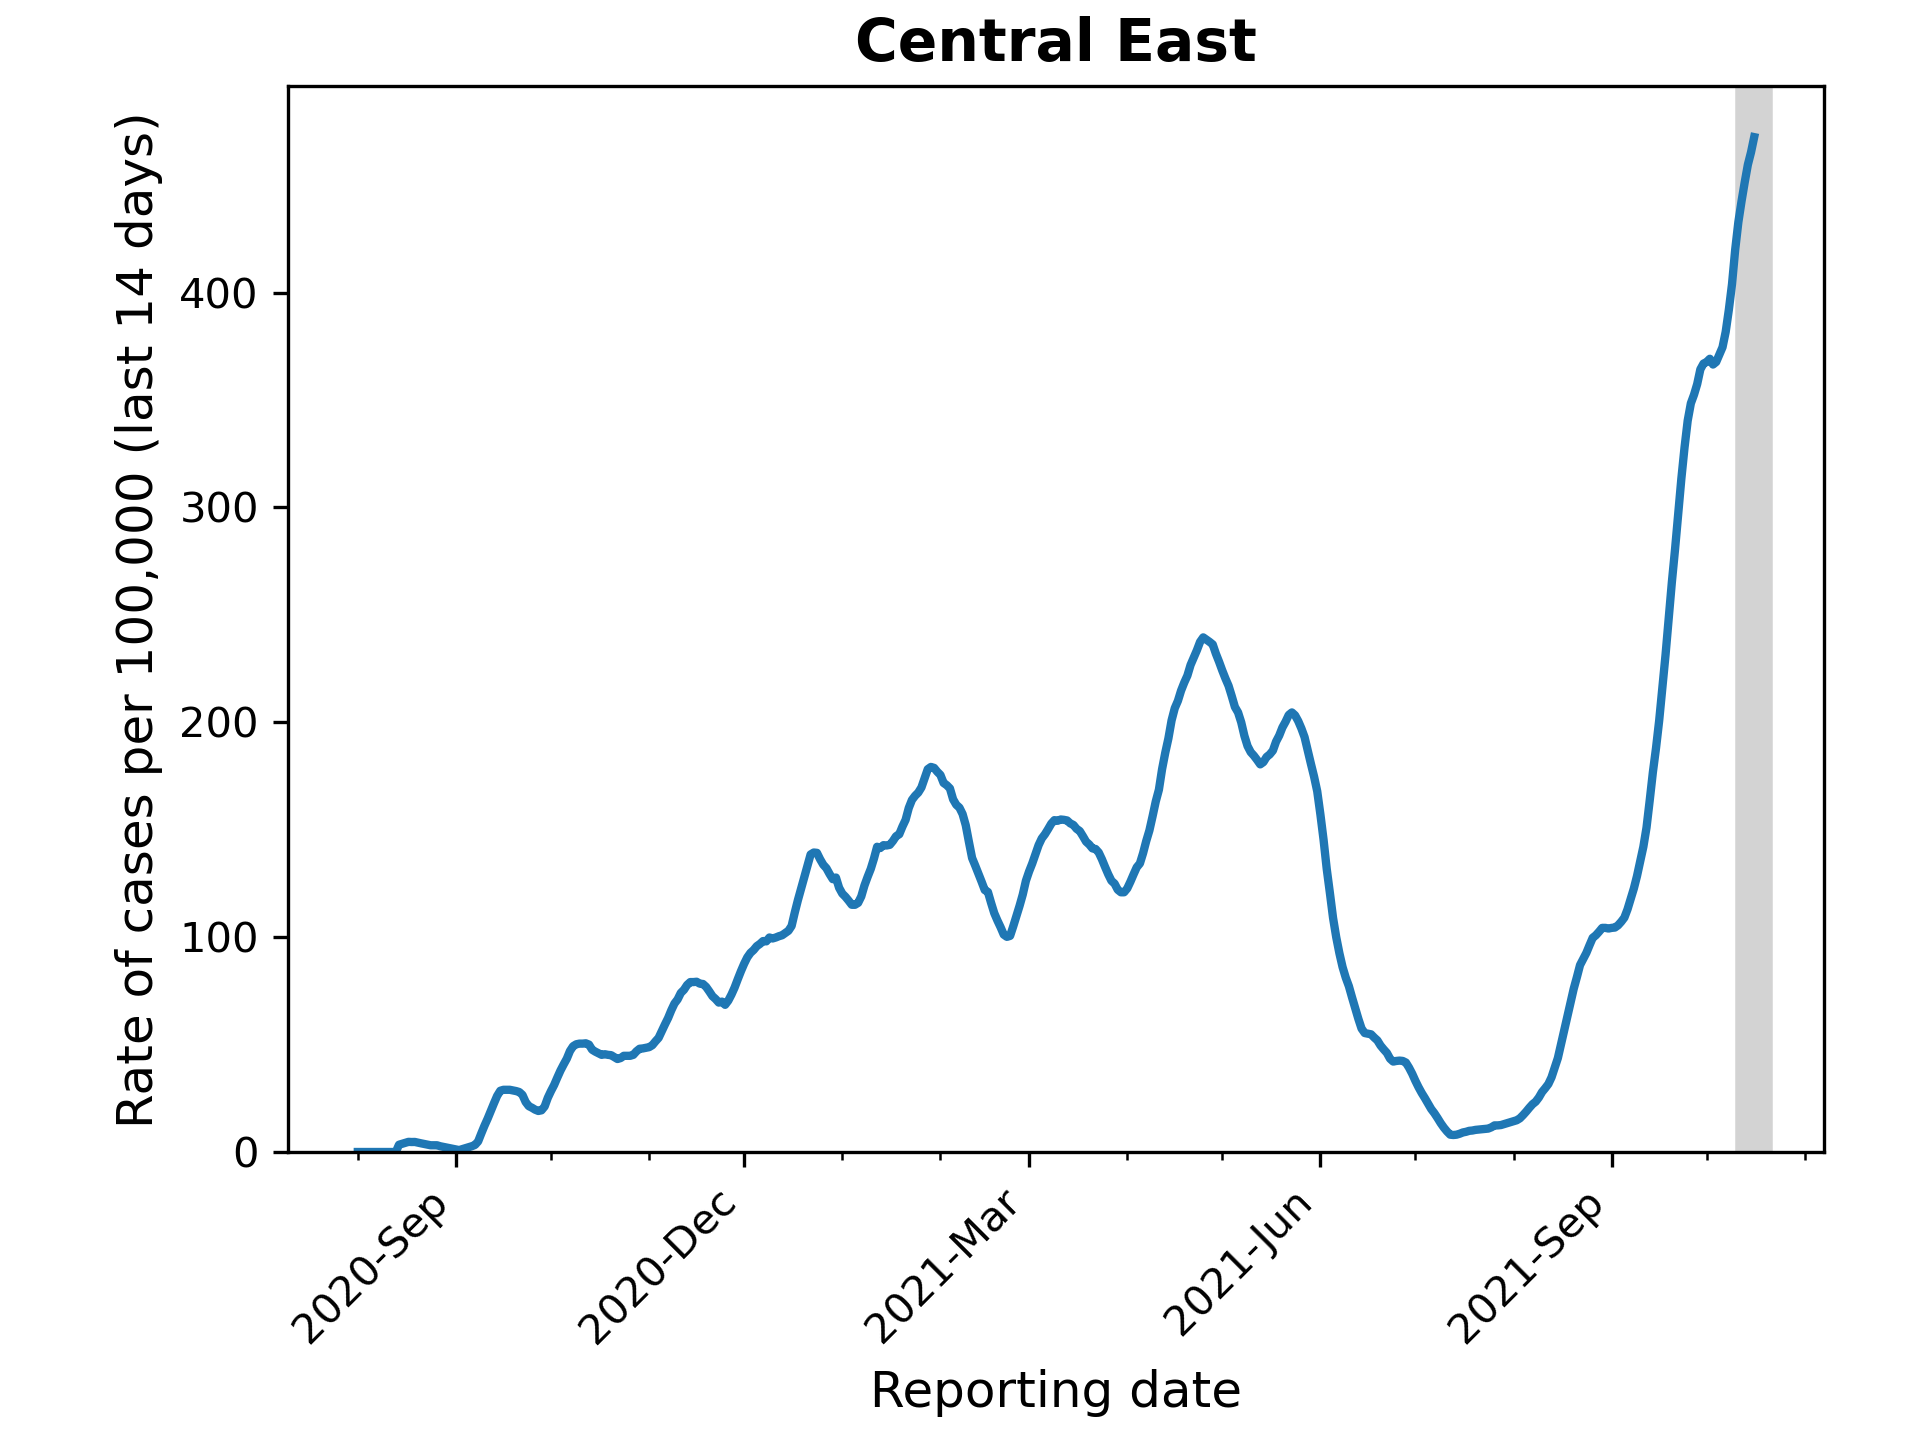 Central East
Rate of cases per 100,000 (last 14 days)
400
300
200
100
0
2020-Sep
2020-Dec
2021-Mar
2021-Jun
2021-Sep
Reporting date